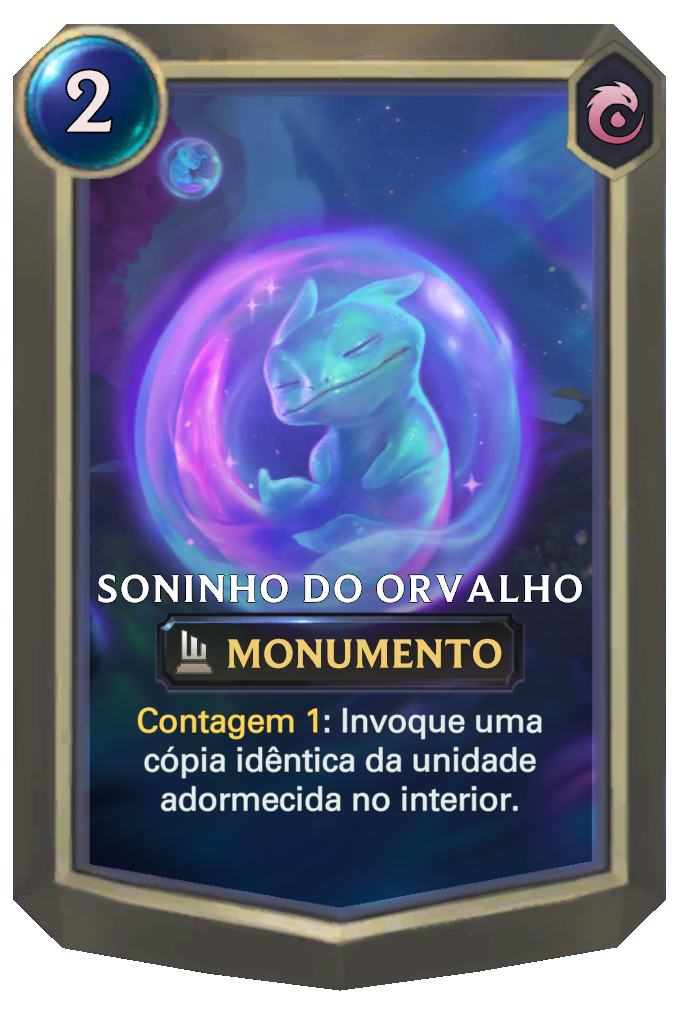 2
SONINHO DO ORVALHO
MONUMENTO
Contagem 1: Invoque uma
cópia idêntica da unidade
adormecida no interior.